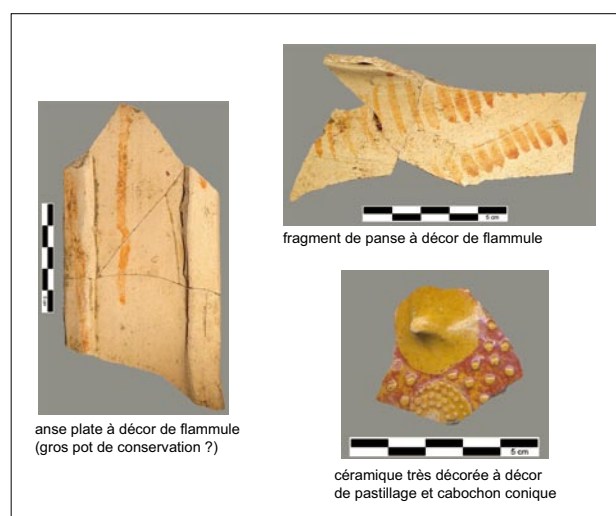 5 cm
fragment de panse à décor de flammule
anse plate à décor de flammule
(gros pot de conservation ?)
5 cm
céramique très décorée à décor
de pastillage et cabochon conique